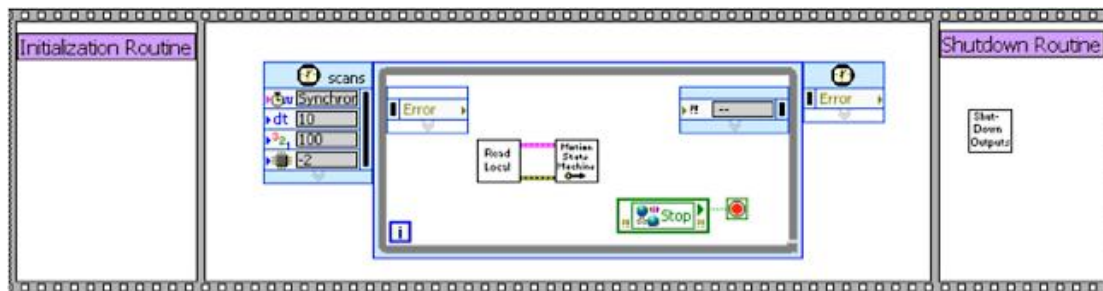 Initialization Routine
scans
Synchror
dt
10
321
100
-2
Error
i
Read
Local
Motion
State
Machine
--
Stop
Error
Shutdown Routine
Shut-
Down
Outputs